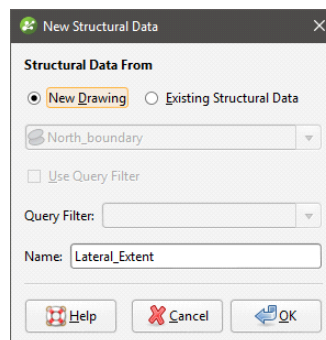 New Structural Data
Structural Data From
New Drawing Existing Structural Data
North_boundary
Use Query Filter
Query Filter:
Name: Lateral_Extent
Help Cancel OK